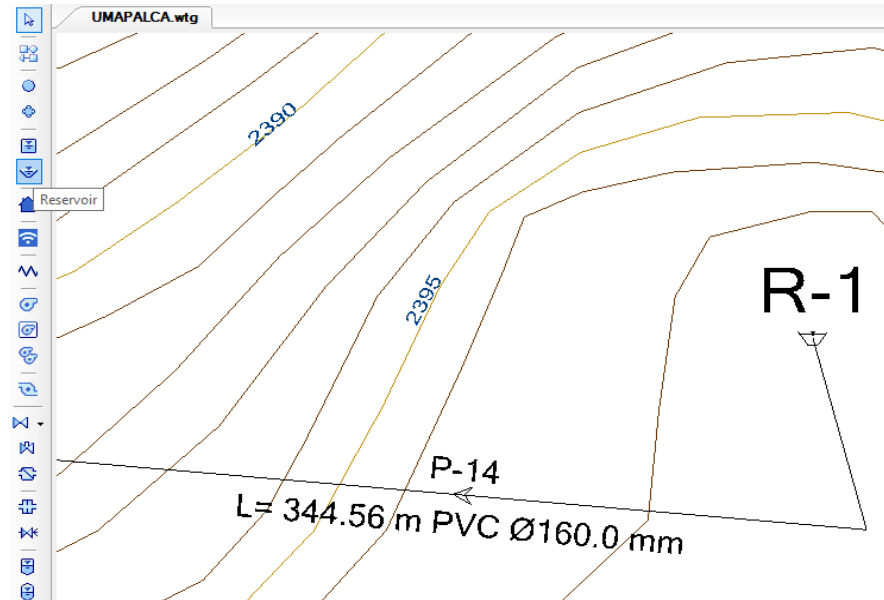 UMAPALCA.wtg
2390
Reservoir
2395
R-1
P-14
L= 344.56 m PVC Ø160.0 mm